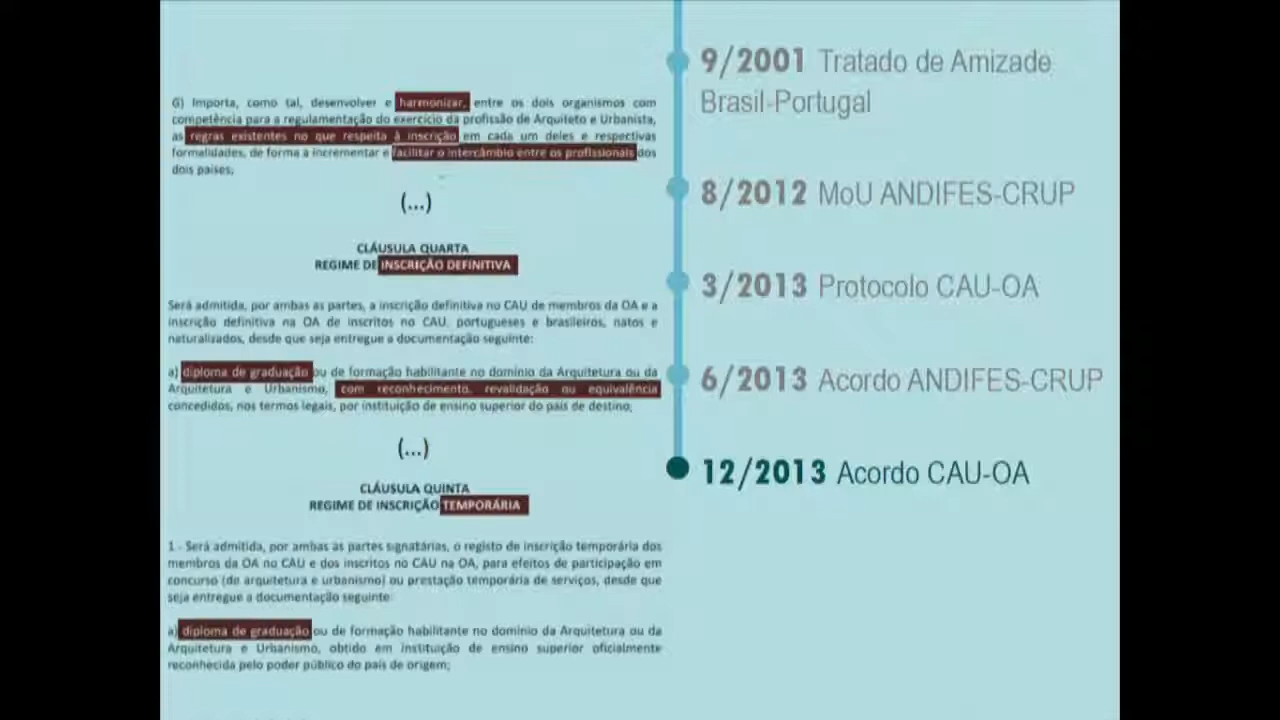 G) Importa, como tal, desenvolver e harmonizar, entre os dois organismos com
competência para a regulamentação do exercício da profissão de Arquiteto e Urbanista,
as regras existentes no que respeita à inscrição em cada um deles e respectivas
formalidades, de forma a incrementar e facilitar o intercâmbio entre os profissionais dos
dois países;
(...)
CLÁUSULA QUARTA
REGIME DE INSCRIÇÃO DEFINITIVA
Será admitida, por ambas as partes, a inscrição definitiva no CAU de membros da OA e a
inscrição definitiva na OA de inscritos no CAU, portugueses e brasileiros, natos e
naturalizados, desde que seja entregue a documentação seguinte:
a) diploma de graduação ou de formação habilitante no domínio da Arquitetura ou da
Arquitetura e Urbanismo, com reconhecimento, revalidação ou equivalência
concedidos, nos termos legais, por instituição de ensino superior do país de destino;
(...)
CLÁUSULA QUINTA
REGIME DE INSCRIÇÃO TEMPORÁRIA
1 - Será admitida, por ambas as partes signatárias, o registo de inscrição temporária dos
membros da OA no CAU e dos inscritos no CAU na OA, para efeitos de participação em
concurso (de arquitetura e urbanismo) ou prestação temporária de serviços, desde que
seja entregue a documentação seguinte:
a) diploma de graduação ou de formação habilitante no domínio da Arquitetura ou da
Arquitetura e Urbanismo, obtido em instituição de ensino superior oficialmente
reconhecida pelo poder público do país de origem;
9/2001 Tratado de Amizade
Brasil-Portugal
8/2012 MoU ANDIFES-CRUP
3/2013 Protocolo CAU-OA
6/2013 Acordo ANDIFES-CRUP
12/2013 Acordo CAU-OA